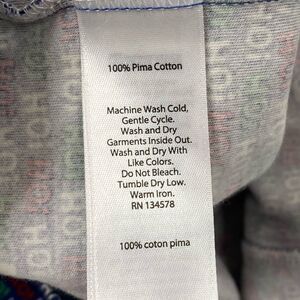 100% Pima Cotton
Machine Wash Cold,
Gentle Cycle.
Wash and Dry
Garments Inside Out.
Wash and Dry With
Like Colors.
Do Not Bleach.
Tumble Dry Low.
Warm Iron.
RN 134578
100% coton pima